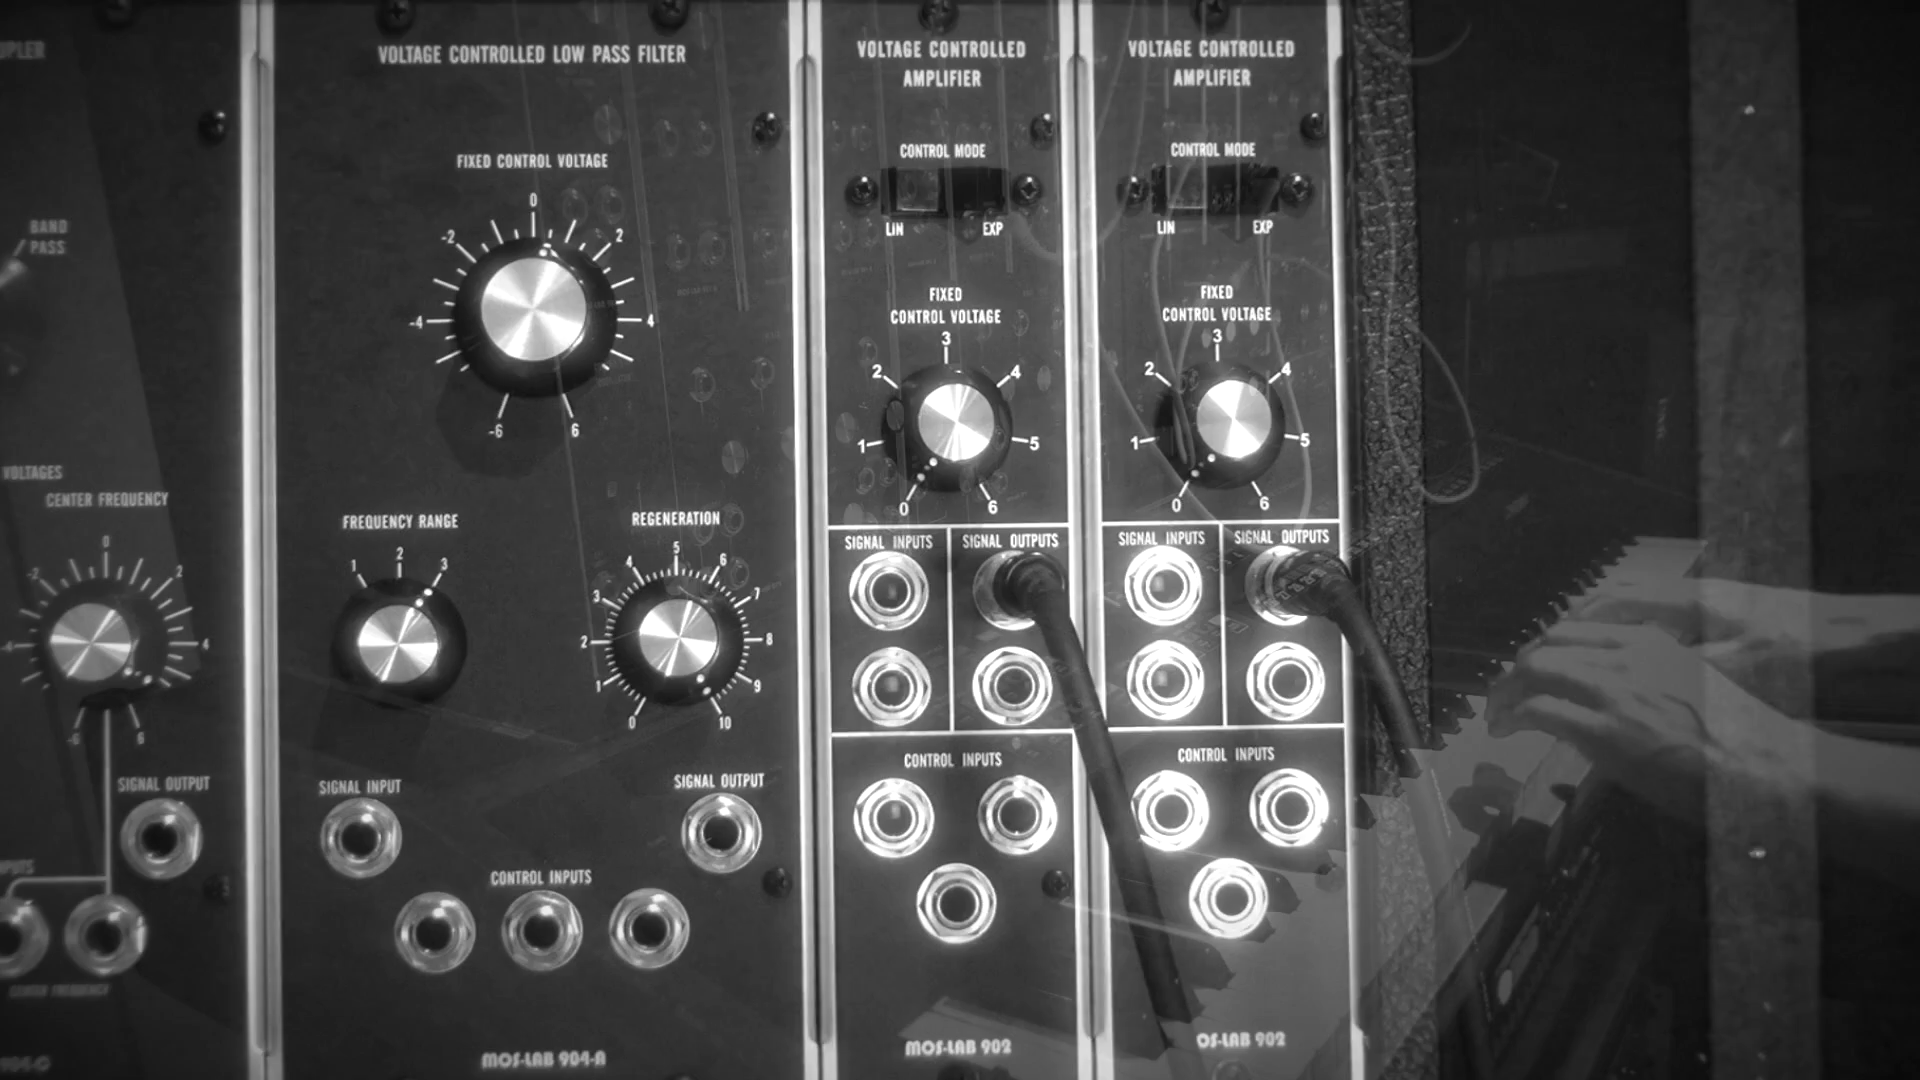 PLER
BAND
PASS
VOLTAGES
CENTER FREQUENCY
0
-2 2
-4 4
-6 6
SIGNAL OUTPUT
PUTS
CENTER FREQUENCY
904-C
VOLTAGE CONTROLLED LOW PASS FILTER
FIXED CONTROL VOLTAGE
0
-2 2
-4 4
-6 6
FREQUENCY RANGE
1 2 3
REGENERATION
0 1 2 3 4 5 6 7 8 9 10
SIGNAL INPUT
SIGNAL OUTPUT
CONTROL INPUTS
MOS-LAB 904-A
VOLTAGE CONTROLLED
AMPLIFIER
CONTROL MODE
LIN EXP
FIXED
CONTROL VOLTAGE
0 1 2 3 4 5 6
SIGNAL INPUTS
SIGNAL OUTPUTS
CONTROL INPUTS
MOS-LAB 902
VOLTAGE CONTROLLED
AMPLIFIER
CONTROL MODE
LIN EXP
FIXED
CONTROL VOLTAGE
0 1 2 3 4 5 6
SIGNAL INPUTS
SIGNAL OUTPUTS
CONTROL INPUTS
OS-LAB 902